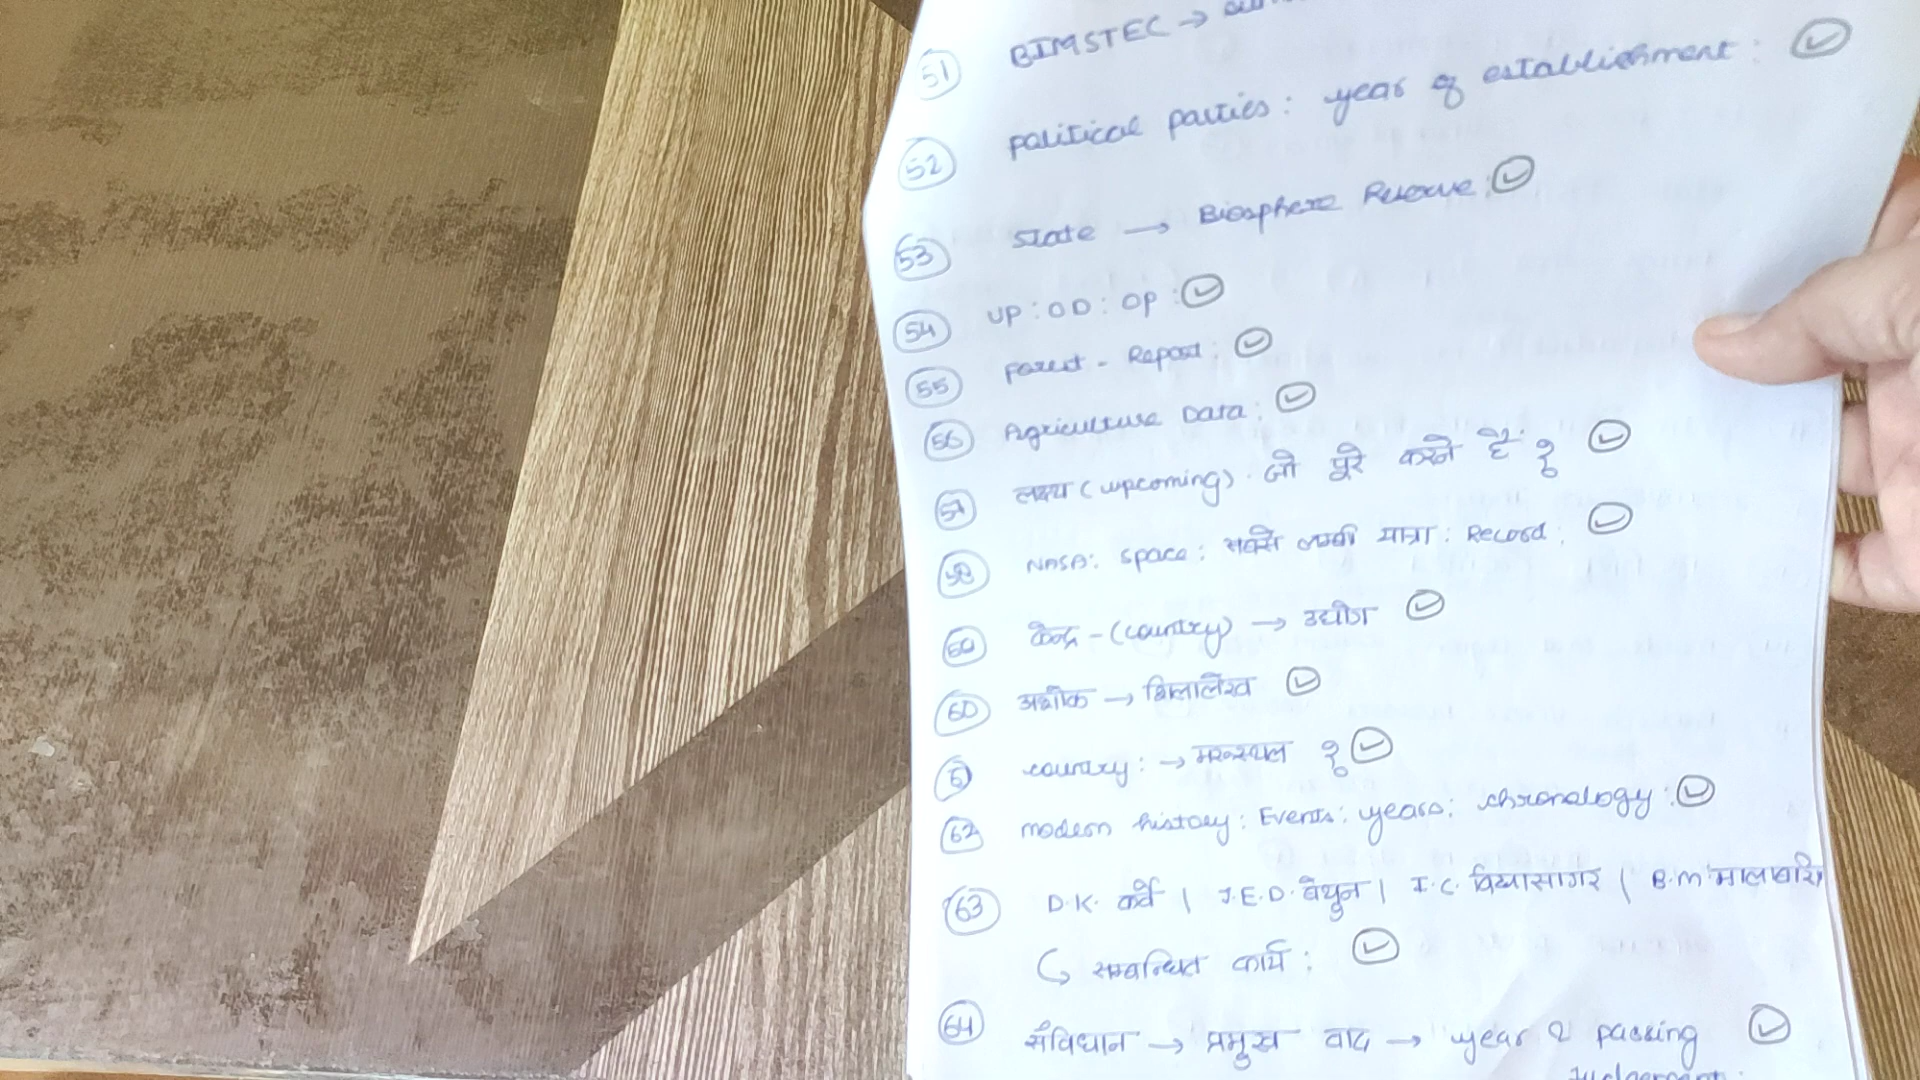 51 BIMSTEC →
52 political parties : year of establishment :
53 state → Biosphere Reserve :
54 UP : OD : OP :
55 Forest - Report :
56 Agriculture Data :
57 लक्ष्य (upcoming) . जो पूरे करने हैं ?
58 NASA : space : सबसे लम्बी यात्रा : Record :
केन्द्र - (country) → उद्योग
60 अशोक → शिलालेख
country : → मरुस्थल ?
62 modern history : Events : years : chronology :
63 D.K. कर्वे | J.E.D. बेथुन | I.C. विद्यासागर | B.M. मालाबारी
↳ सम्बन्धित कार्य :
64 संविधान → प्रमुख वाद → year & passing
Judgement :